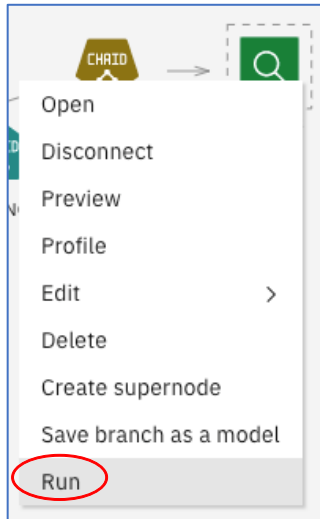 CHAID
Open
Disconnect
Preview
Profile
Edit
Delete
Create supernode
Save branch as a model
Run